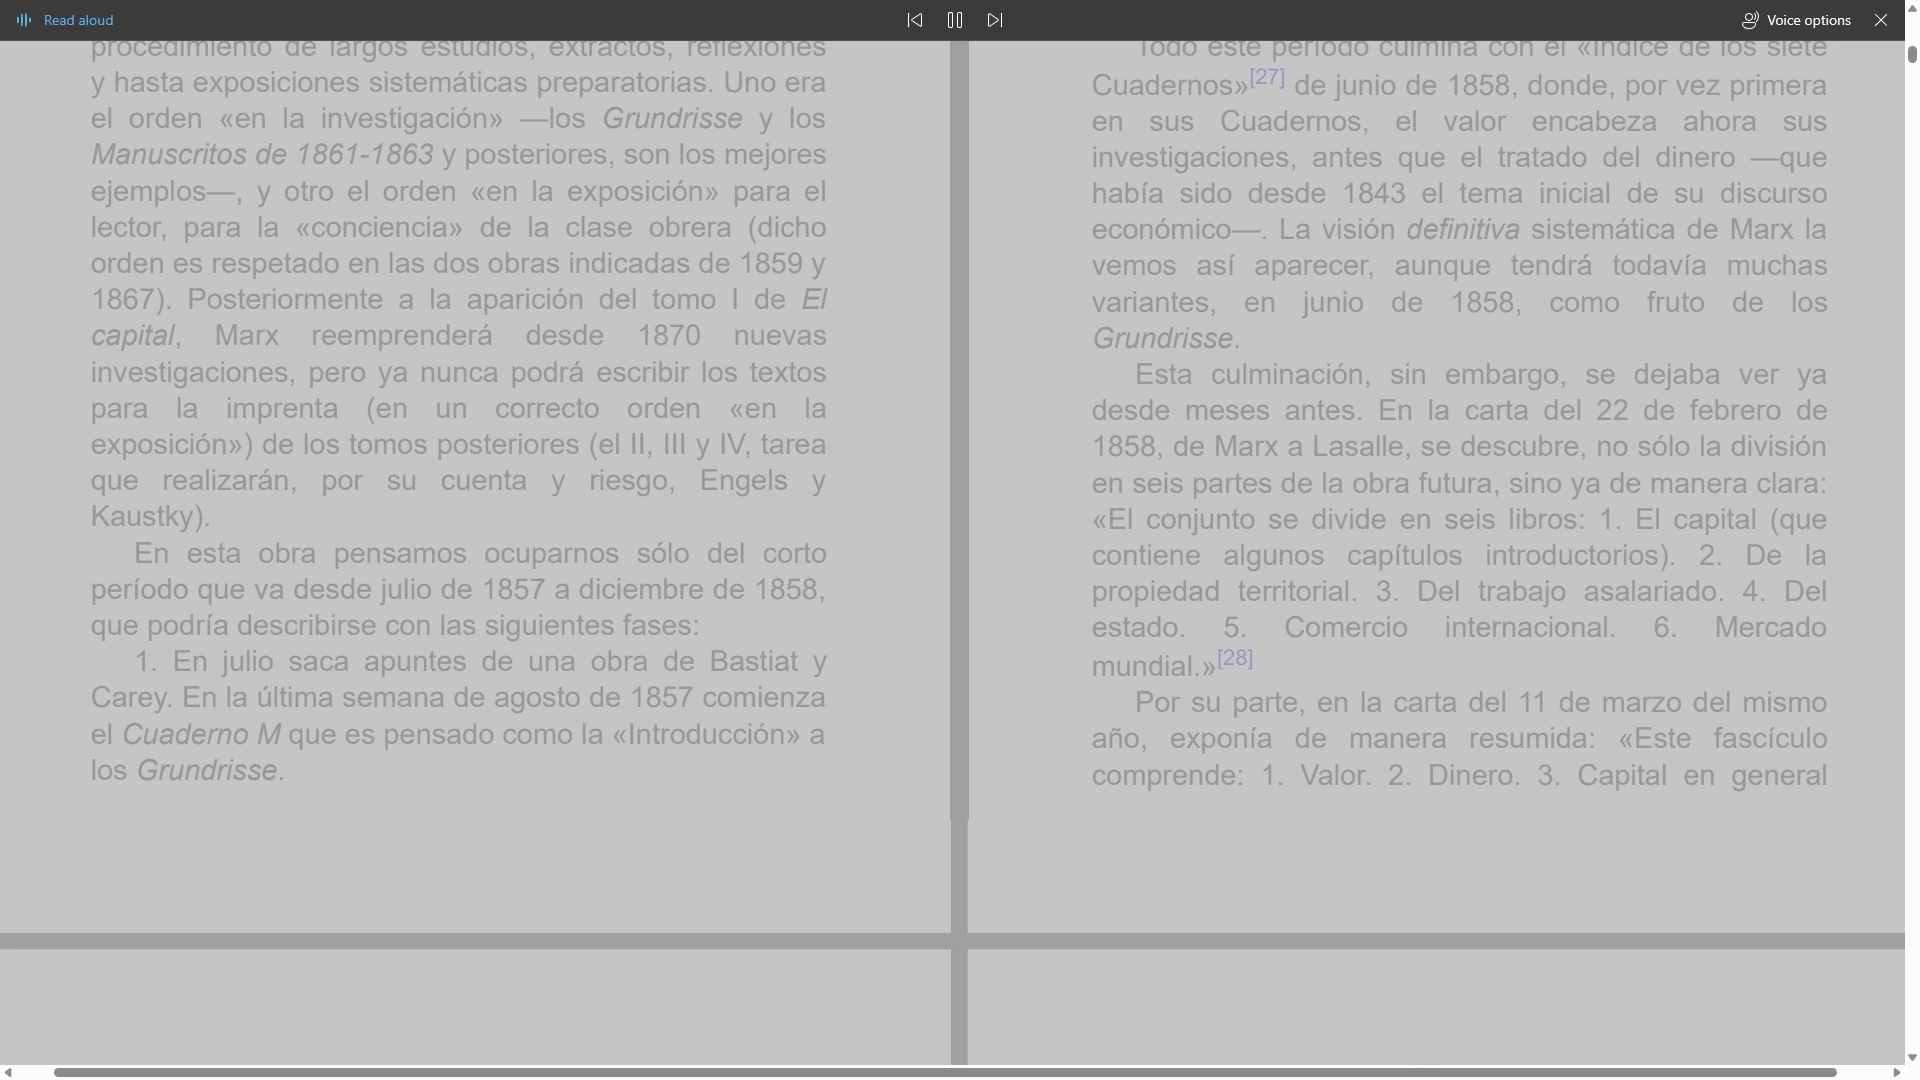 Read aloud
Voice options
procedimiento de largos estudios, extractos, reflexiones
y hasta exposiciones sistemáticas preparatorias. Uno era
el orden «en la investigación» —los Grundrisse y los
Manuscritos de 1861-1863 y posteriores, son los mejores
ejemplos—, y otro el orden «en la exposición» para el
lector, para la «conciencia» de la clase obrera (dicho
orden es respetado en las dos obras indicadas de 1859 y
1867). Posteriormente a la aparición del tomo I de El
capital, Marx reemprenderá desde 1870 nuevas
investigaciones, pero ya nunca podrá escribir los textos
para la imprenta (en un correcto orden «en la
exposición») de los tomos posteriores (el II, III y IV, tarea
que realizarán, por su cuenta y riesgo, Engels y
Kaustky).
En esta obra pensamos ocuparnos sólo del corto
período que va desde julio de 1857 a diciembre de 1858,
que podría describirse con las siguientes fases:
1. En julio saca apuntes de una obra de Bastiat y
Carey. En la última semana de agosto de 1857 comienza
el Cuaderno M que es pensado como la «Introducción» a
los Grundrisse.
Todo este período culmina con el «Índice de los siete
Cuadernos»[27] de junio de 1858, donde, por vez primera
en sus Cuadernos, el valor encabeza ahora sus
investigaciones, antes que el tratado del dinero —que
había sido desde 1843 el tema inicial de su discurso
económico—. La visión definitiva sistemática de Marx la
vemos así aparecer, aunque tendrá todavía muchas
variantes, en junio de 1858, como fruto de los
Grundrisse.
Esta culminación, sin embargo, se dejaba ver ya
desde meses antes. En la carta del 22 de febrero de
1858, de Marx a Lasalle, se descubre, no sólo la división
en seis partes de la obra futura, sino ya de manera clara:
«El conjunto se divide en seis libros: 1. El capital (que
contiene algunos capítulos introductorios). 2. De la
propiedad territorial. 3. Del trabajo asalariado. 4. Del
estado. 5. Comercio internacional. 6. Mercado
mundial.»[28]
Por su parte, en la carta del 11 de marzo del mismo
año, exponía de manera resumida: «Este fascículo
comprende: 1. Valor. 2. Dinero. 3. Capital en general